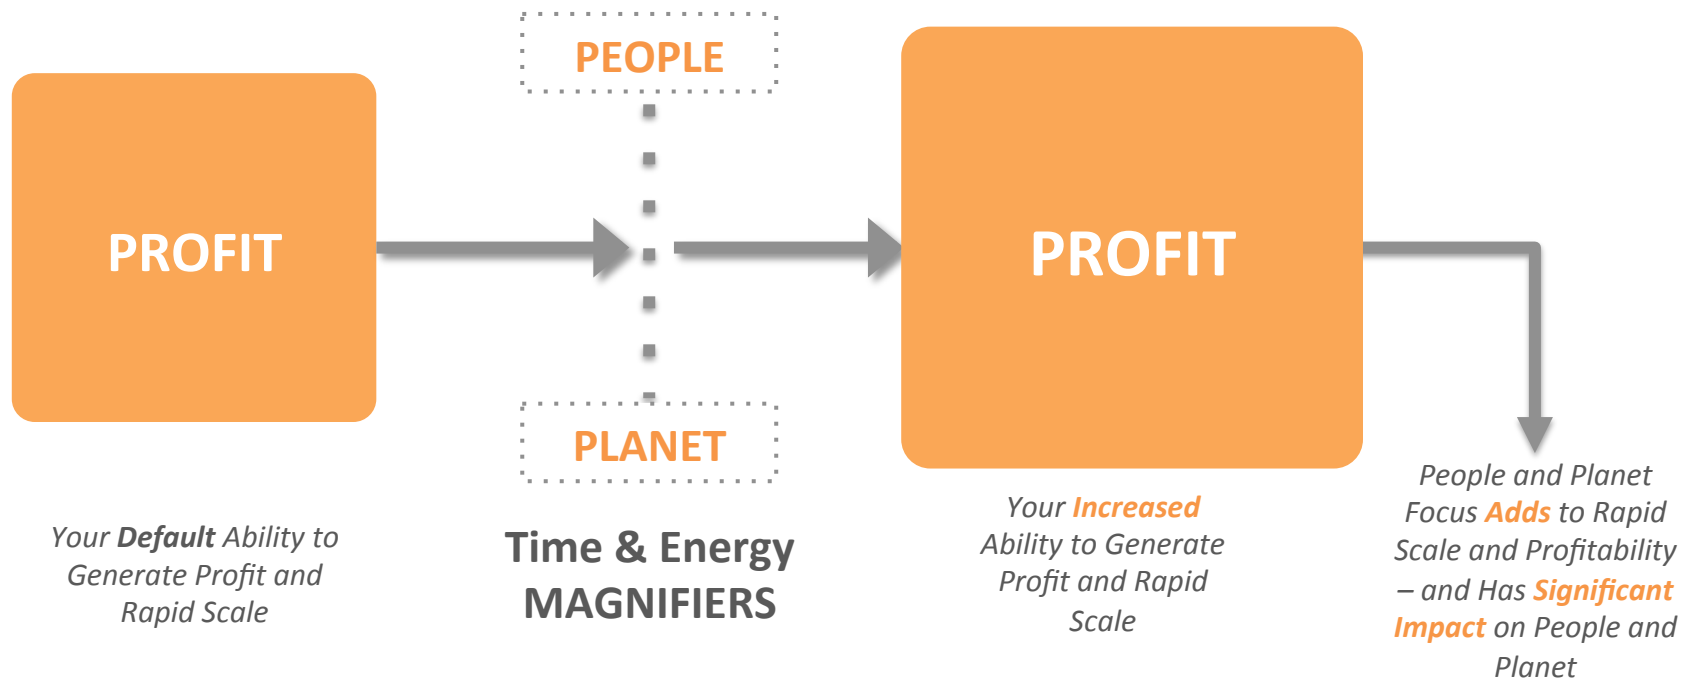 PROFIT
Your Default Ability to
Generate Profit and
Rapid Scale
PEOPLE
PLANET
Time & Energy
MAGNIFIERS
PROFIT
Your Increased
Ability to Generate
Profit and Rapid
Scale
People and Planet
Focus Adds to Rapid
Scale and Profitability
– and Has Significant
Impact on People and
Planet